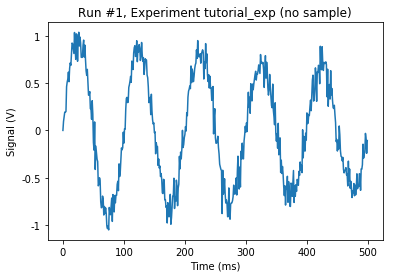 Run #1, Experiment tutorial_exp (no sample)
Signal (V)
1
0.5
0
-0.5
-1
0 100 200 300 400 500
Time (ms)